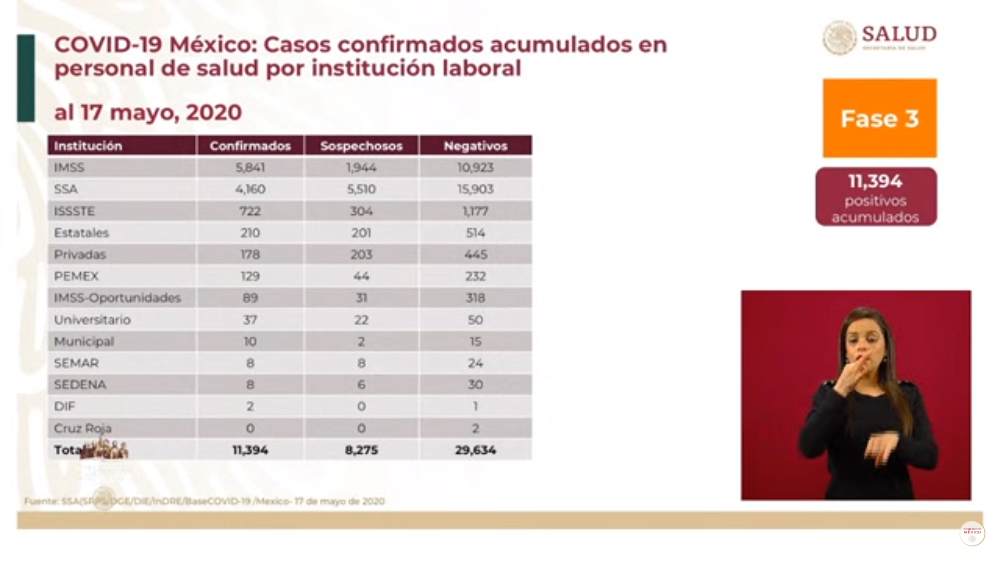 COVID-19 México: Casos confirmados acumulados en
personal de salud por institución laboral
al 17 mayo, 2020
SALUD
SECRETARÍA DE SALUD
Fase 3
11,394
positivos
acumulados
Institución Confirmados Sospechosos Negativos
IMSS 5,841 1,944 10,923
SSA 4,160 5,510 15,903
ISSSTE 722 304 1,177
Estatales 210 201 514
Privadas 178 203 445
PEMEX 129 44 232
IMSS-Oportunidades 89 31 318
Universitario 37 22 50
Municipal 10 2 15
SEMAR 8 8 24
SEDENA 8 6 30
DIF 2 0 1
Cruz Roja 0 0 2
Total 11,394 8,275 29,634
Fuente: SSA(SPPS/DGE/DIE/InDRE/BaseCOVID-19 /Mexico- 17 de mayo de 2020
GOBIERNO DE
MÉXICO